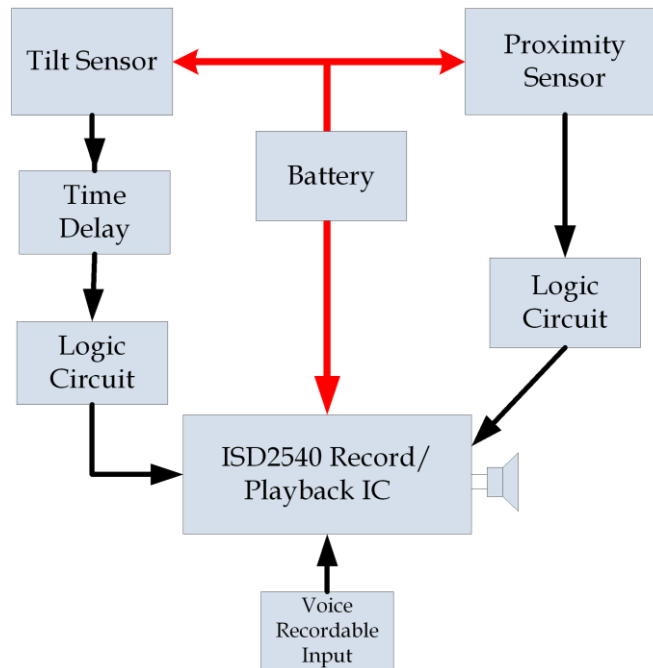 Tilt Sensor
Proximity
Sensor
Battery
Time
Delay
Logic
Circuit
Logic
Circuit
ISD2540 Record/
Playback IC
Voice
Recordable
Input